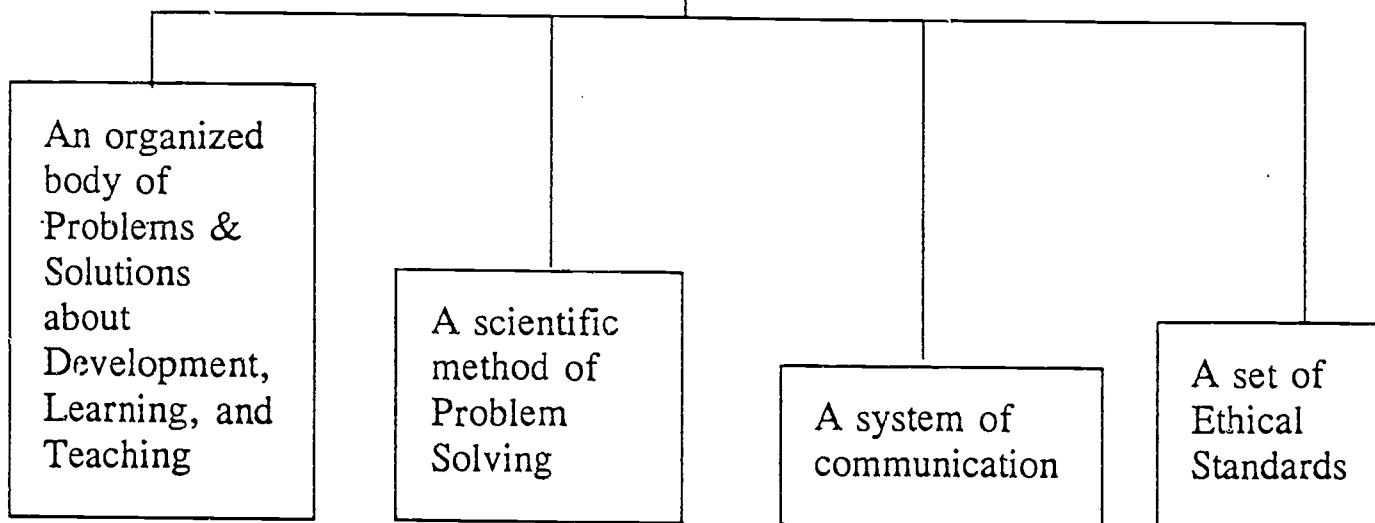 An organized
body of
Problems &
Solutions
about
Development,
Learning, and
Teaching
A scientific
method of
Problem
Solving
A system of
communication
A set of
Ethical
Standards